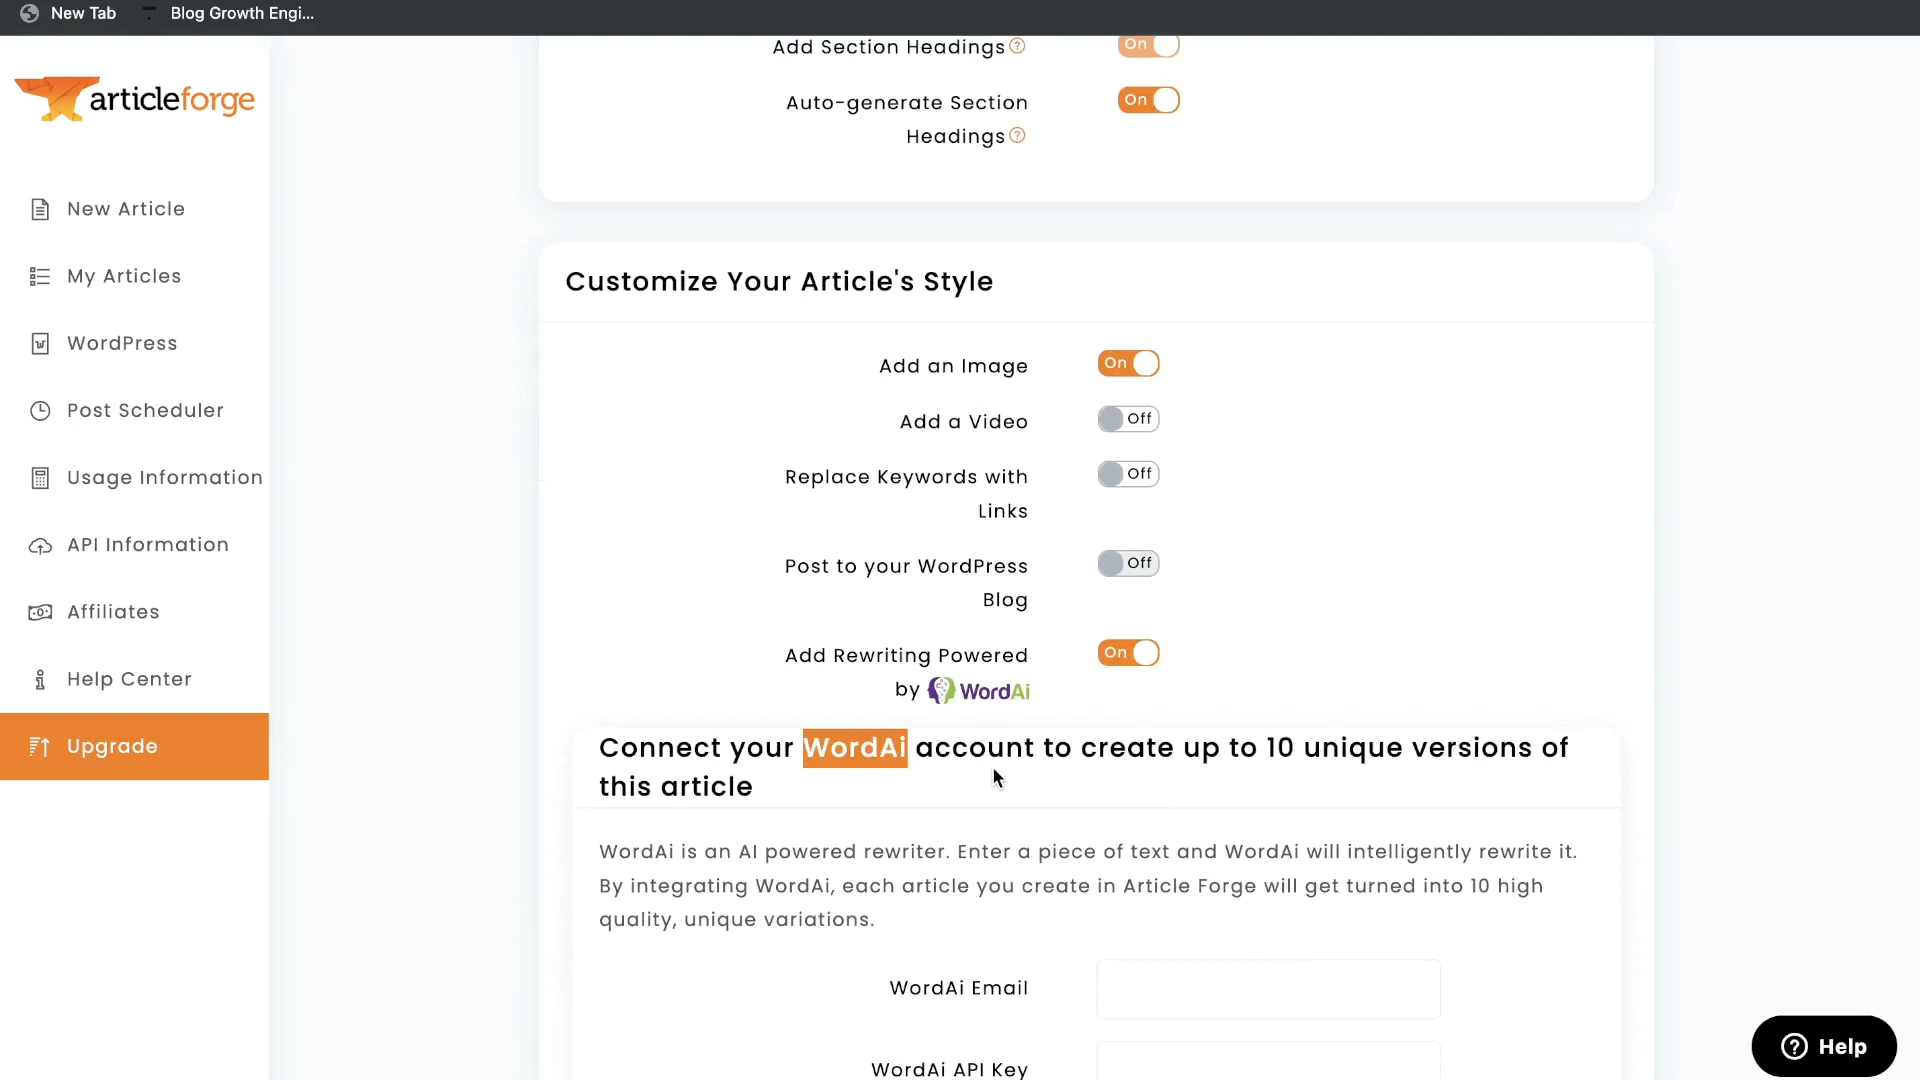 New Tab
Blog Growth Engi...
articleforge
New Article
My Articles
WordPress
Post Scheduler
Usage Information
API Information
Affiliates
Help Center
Upgrade
Add Section Headings
On
Auto-generate Section
Headings
On
Customize Your Article's Style
Add an Image
On
Add a Video
Off
Replace Keywords with
Links
Off
Post to your WordPress
Blog
Off
Add Rewriting Powered
by WordAi
On
Connect your WordAi account to create up to 10 unique versions of
this article
WordAi is an AI powered rewriter. Enter a piece of text and WordAi will intelligently rewrite it.
By integrating WordAi, each article you create in Article Forge will get turned into 10 high
quality, unique variations.
WordAi Email
WordAi API Key
Help